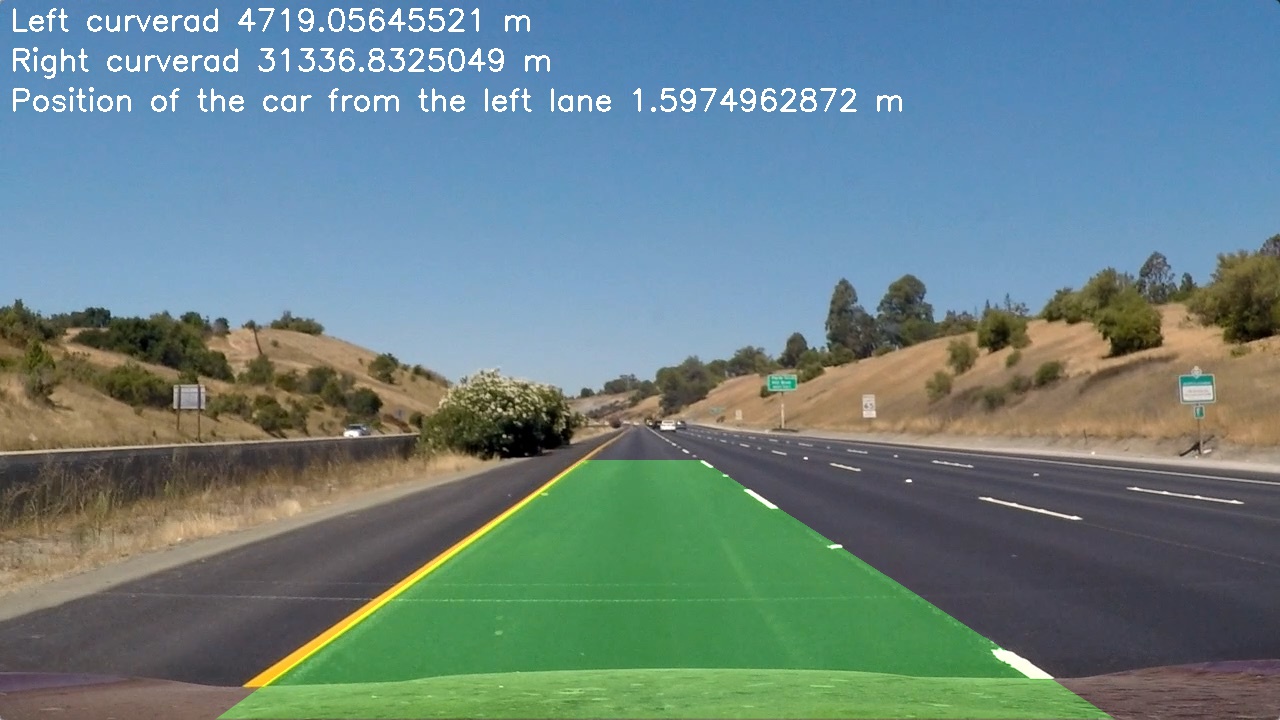 Left curverad 4719.05645521 m
Right curverad 31336.8325049 m
Position of the car from the left lane 1.5974962872 m